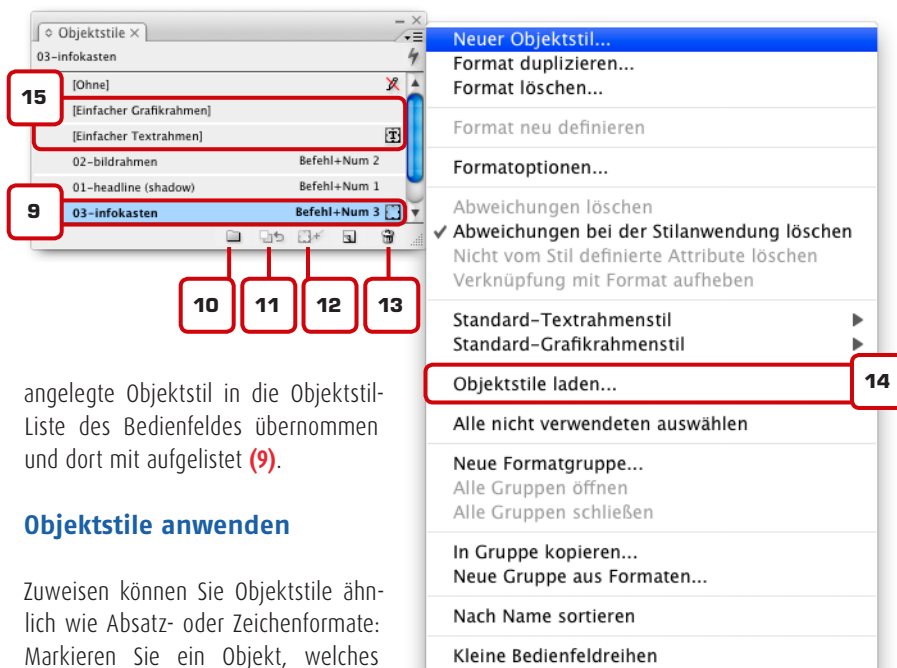 Objektstile ×
03-infokasten
15
[Ohne]
[Einfacher Grafikrahmen]
[Einfacher Textrahmen]
02-bildrahmen Befehl+Num 2
01-headline (shadow) Befehl+Num 1
9
03-infokasten Befehl+Num 3
10 11 12 13
angelegte Objektstil in die Objektstil-
Liste des Bedienfeldes übernommen
und dort mit aufgelistet (9).
Objektstile anwenden
Zuweisen können Sie Objektstile ähn-
lich wie Absatz- oder Zeichenformate:
Markieren Sie ein Objekt, welches
Neuer Objektstil...
Format duplizieren...
Format löschen...
Format neu definieren
Formatoptionen...
Abweichungen löschen
✓ Abweichungen bei der Stilanwendung löschen
Nicht vom Stil definierte Attribute löschen
Verknüpfung mit Format aufheben
Standard-Textrahmenstil
Standard-Grafikrahmenstil
Objektstile laden...
14
Alle nicht verwendeten auswählen
Neue Formatgruppe...
Alle Gruppen öffnen
Alle Gruppen schließen
In Gruppe kopieren...
Neue Gruppe aus Formaten...
Nach Name sortieren
Kleine Bedienfeldreihen